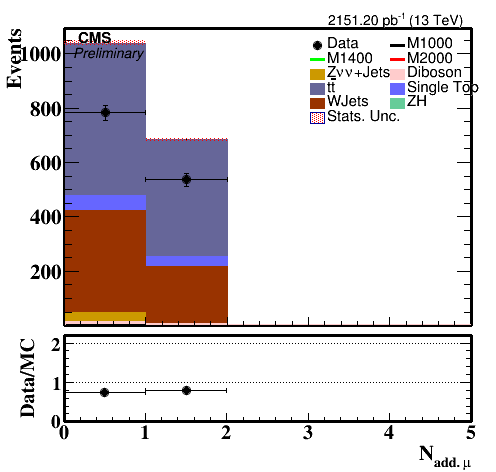 2151.20 pb⁻¹ (13 TeV)
CMS
Preliminary
Events
1000
800
600
400
200
Data
M1000
M1400
M2000
Zνν+Jets
Diboson
tt̄
Single Top
WJets
ZH
Stats. Unc.
Data/MC
2
1
0
0 1 2 3 4 5
N add. μ